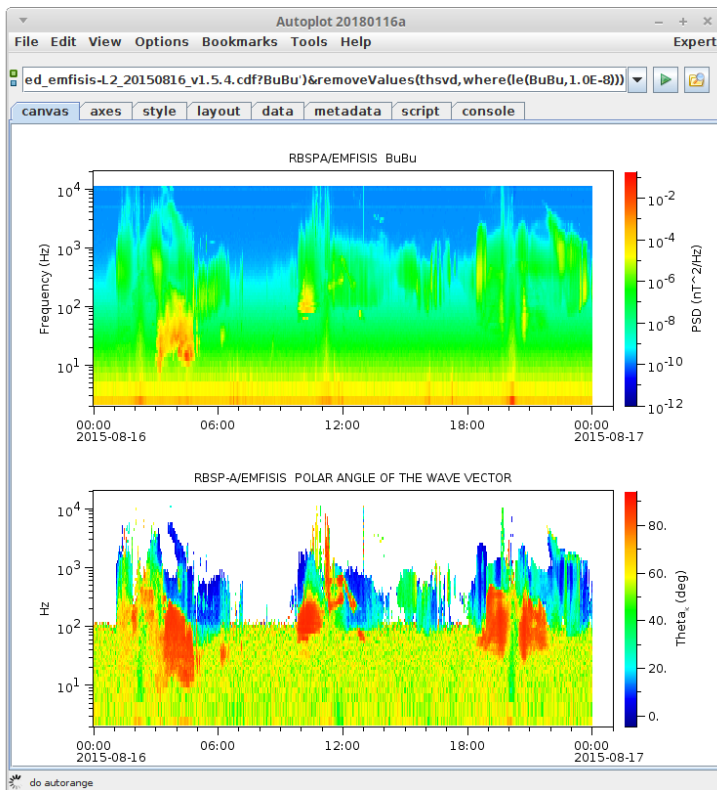 Autoplot 20180116a
File Edit View Options Bookmarks Tools Help Expert
ed_emfisis-L2_20150816_v1.5.4.cdf?BuBu')&removeValues(thsvd,where(le(BuBu,1.0E-8)))
canvas axes style layout data metadata script console
RBSPA/EMFISIS BuBu
10^4
10^3
10^2
10^1
Frequency (Hz)
00:00 06:00 12:00 18:00 00:00
2015-08-16 2015-08-17
10^-2
10^-4
10^-6
10^-8
10^-10
10^-12
PSD (nT^2/Hz)
RBSP-A/EMFISIS POLAR ANGLE OF THE WAVE VECTOR
10^4
10^3
10^2
10^1
Hz
00:00 06:00 12:00 18:00 00:00
2015-08-16 2015-08-17
80.
60.
40.
20.
0.
Theta_κ (deg)
do autorange